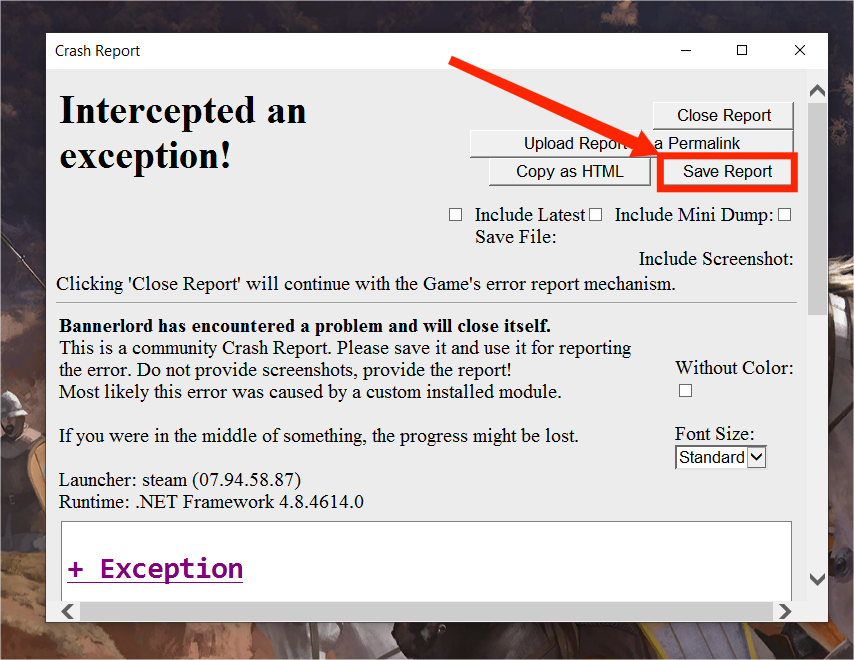 Crash Report
Intercepted an
exception!
Close Report
Upload Report a Permalink
Copy as HTML
Save Report
Include Latest
Save File:
Include Mini Dump:
Include Screenshot:
Clicking 'Close Report' will continue with the Game's error report mechanism.
Bannerlord has encountered a problem and will close itself.
This is a community Crash Report. Please save it and use it for reporting
the error. Do not provide screenshots, provide the report!
Most likely this error was caused by a custom installed module.
If you were in the middle of something, the progress might be lost.
Launcher: steam (07.94.58.87)
Runtime: .NET Framework 4.8.4614.0
Without Color:
Font Size:
Standard
+ Exception